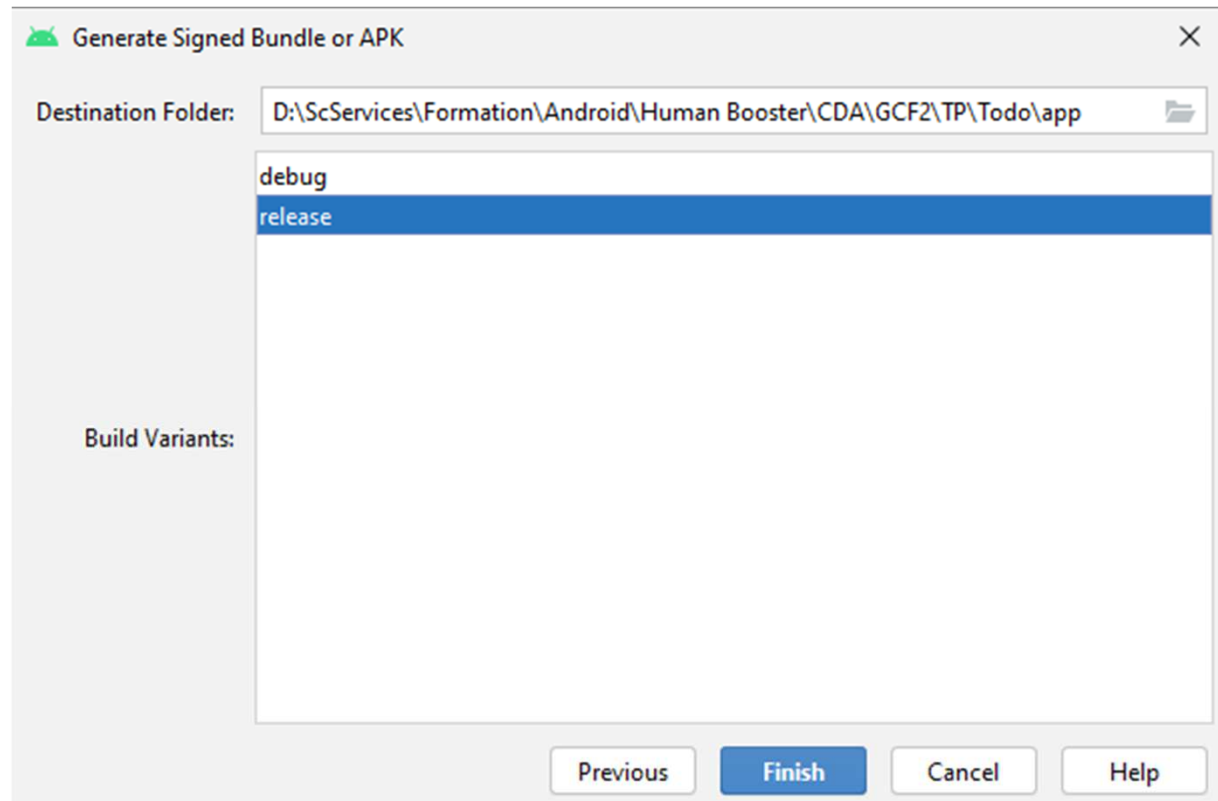 Generate Signed Bundle or APK
Destination Folder: D:\ScServices\Formation\Android\Human Booster\CDA\GCF2\TP\Todo\app
debug
release
Build Variants:
Previous Finish Cancel Help